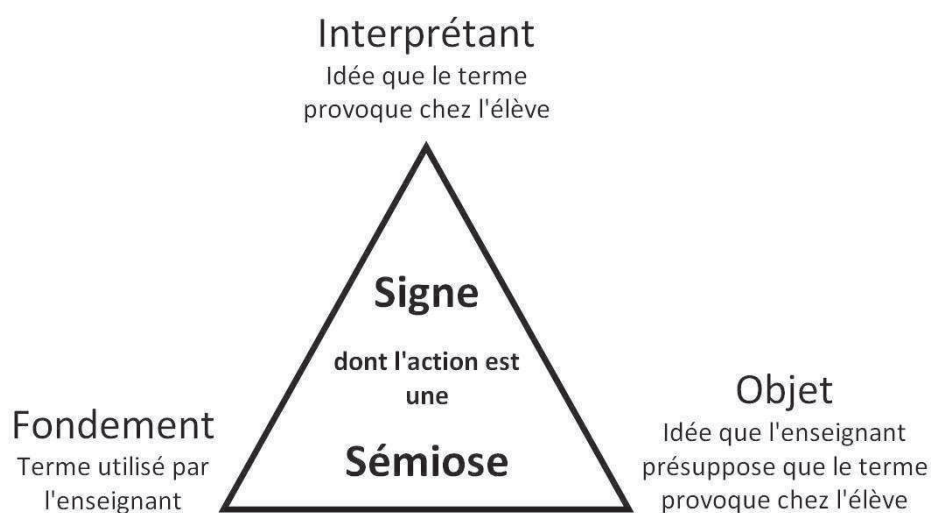 Interprétant
Idée que le terme
provoque chez l'élève
Signe
dont l'action est
une
Sémiose
Fondement
Terme utilisé par
l'enseignant
Objet
Idée que l'enseignant
présuppose que le terme
provoque chez l'élève